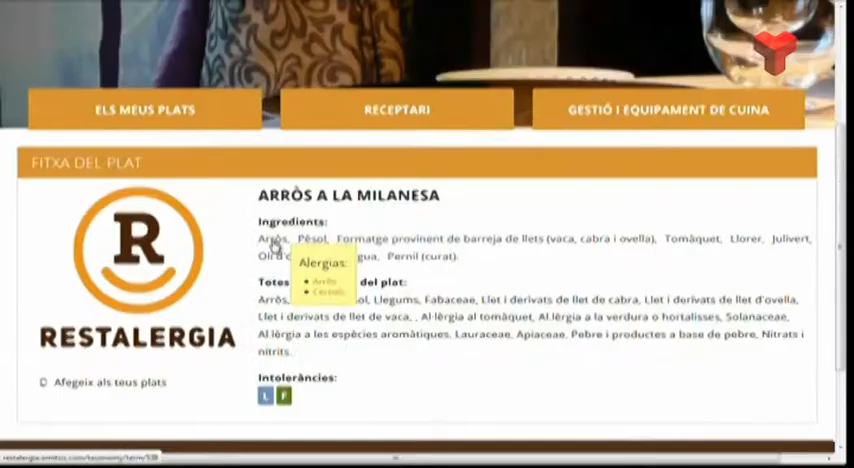 ELS MEUS PLATS
RECEPTARI
GESTIÓ I EQUIPAMENT DE CUINA
FITXA DEL PLAT
R
RESTALERGIA
Afegeix als teus plats
ARRÒS A LA MILANESA
Ingredients:
Arròs, Pèsol, Formatge provinent de barreja de llets (vaca, cabra i ovella), Tomàquet, Llorer, Julivert,
Pernil (curat).
Alergias:
Arròs
Cereals
Totes del plat:
Arròs, Llegums, Fabaceae, Llet i derivats de llet de cabra, Llet i derivats de llet d'ovella,
Llet i derivats de llet de vaca, , Al·lèrgia al tomàquet, Al·lèrgia a la verdura o hortalisses, Solanaceae,
Al·lèrgia a les espècies aromàtiques, Lauraceae, Apiaceae, Pebre i productes a base de pebre, Nitrats i
nitrits.
Intoleràncies:
L F